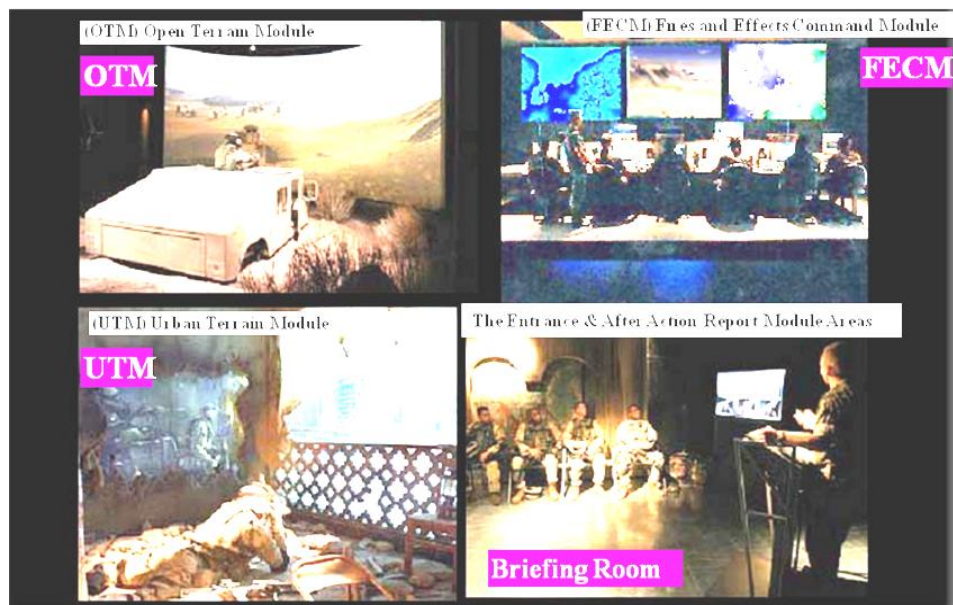 (OTM) Open Terrain Module
OTM
(FECM) Fires and Effects Command Module
FECM
(UTM) Urban Terrain Module
UTM
The Entrance & After Action Report Module Areas
Briefing Room